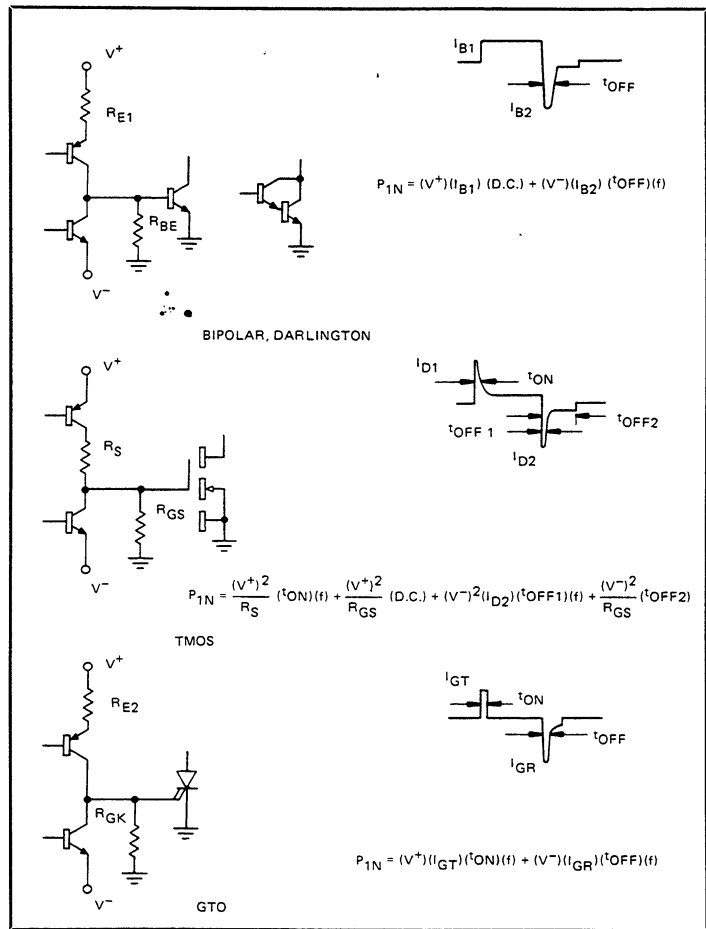 V+
RE1
RBE
V−
IB1
tOFF
IB2
P1N = (V+)(IB1) (D.C.) + (V−)(IB2) (tOFF)(f)
BIPOLAR, DARLINGTON
V+
RS
RGS
V−
ID1
tON
tOFF2
tOFF 1
ID2
P1N = (V+)2/RS (tON)(f) + (V+)2/RGS (D.C.) + (V−)2(ID2)(tOFF1)(f) + (V−)2/RGS (tOFF2)
TMOS
V+
RE2
RGK
V−
IGT
tON
tOFF
IGR
P1N = (V+)(IGT)(tON)(f) + (V−)(IGR)(tOFF)(f)
GTO